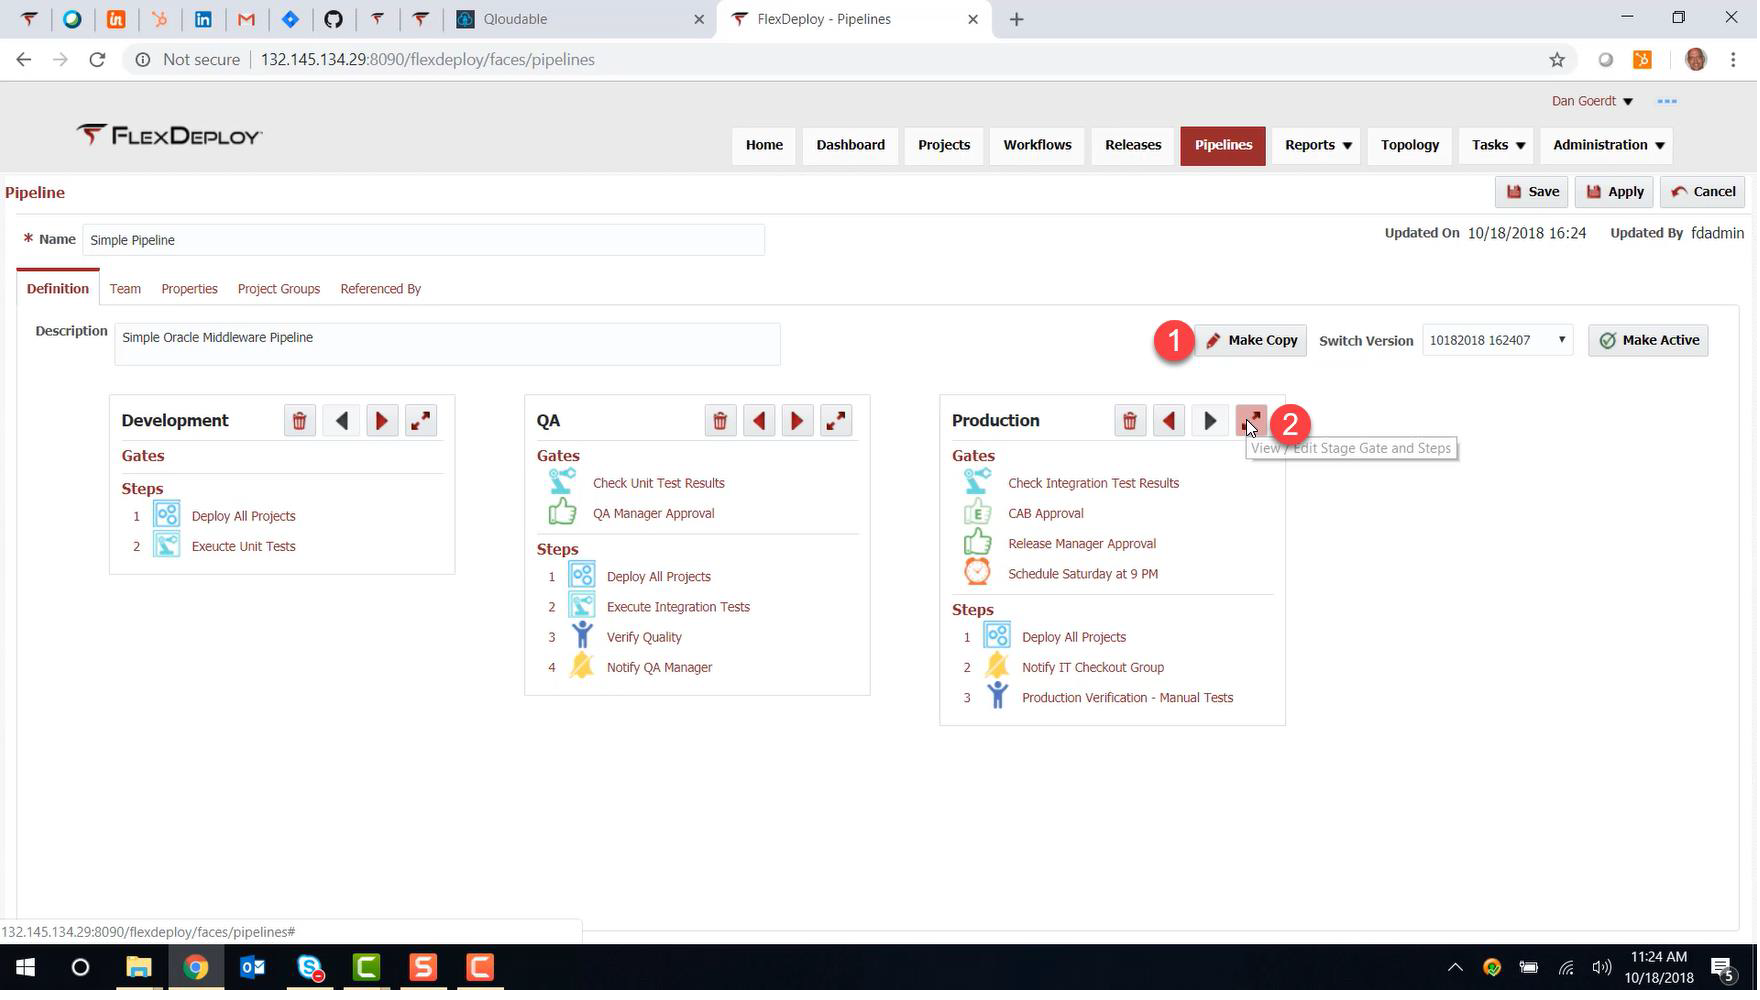 Qloudable
FlexDeploy - Pipelines
Not secure 132.145.134.29:8090/flexdeploy/faces/pipelines
Dan Goerdt
FLEXDEPLOY
Home Dashboard Projects Workflows Releases Pipelines Reports Topology Tasks Administration
Pipeline
Save Apply Cancel
* Name Simple Pipeline
Updated On 10/18/2018 16:24 Updated By fdadmin
Definition Team Properties Project Groups Referenced By
Description Simple Oracle Middleware Pipeline
1 Make Copy Switch Version 10182018 162407 Make Active
Development
Gates
Steps
1 Deploy All Projects
2 Exeucte Unit Tests
QA
Gates
Check Unit Test Results
QA Manager Approval
Steps
1 Deploy All Projects
2 Execute Integration Tests
3 Verify Quality
4 Notify QA Manager
Production
2
View / Edit Stage Gate and Steps
Gates
Check Integration Test Results
E CAB Approval
Release Manager Approval
Schedule Saturday at 9 PM
Steps
1 Deploy All Projects
2 Notify IT Checkout Group
3 Production Verification - Manual Tests
132.145.134.29:8090/flexdeploy/faces/pipelines#
11:24 AM
10/18/2018
5